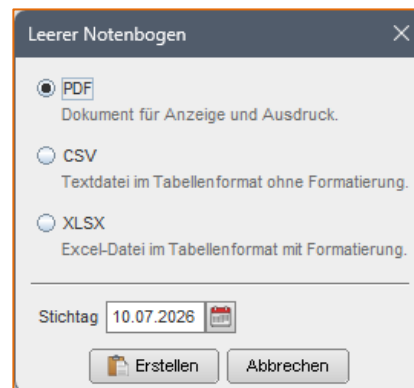 Leerer Notenbogen
PDF
Dokument für Anzeige und Ausdruck.
CSV
Textdatei im Tabellenformat ohne Formatierung.
XLSX
Excel-Datei im Tabellenformat mit Formatierung.
Stichtag 10.07.2026
Erstellen Abbrechen